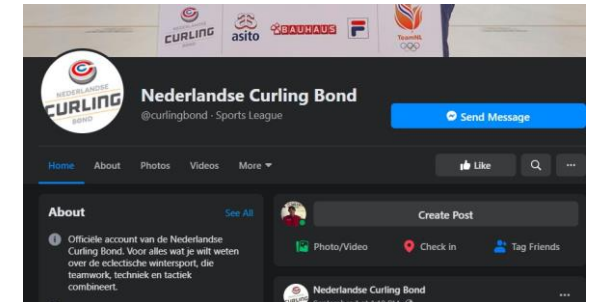 CURLING
asito
BAUHAUS
F
TeamNL
NEDERLANDSE
CURLING
BOND
Nederlandse Curling Bond
@curlingbond · Sports League
Send Message
Home About Photos Videos More
Like
About See All
Create Post
Officiële account van de Nederlandse
Curling Bond. Voor alles wat je wilt weten
over de eclectische wintersport, die
teamwork, techniek en tactiek
combineert.
Photo/Video Check in Tag Friends
Nederlandse Curling Bond